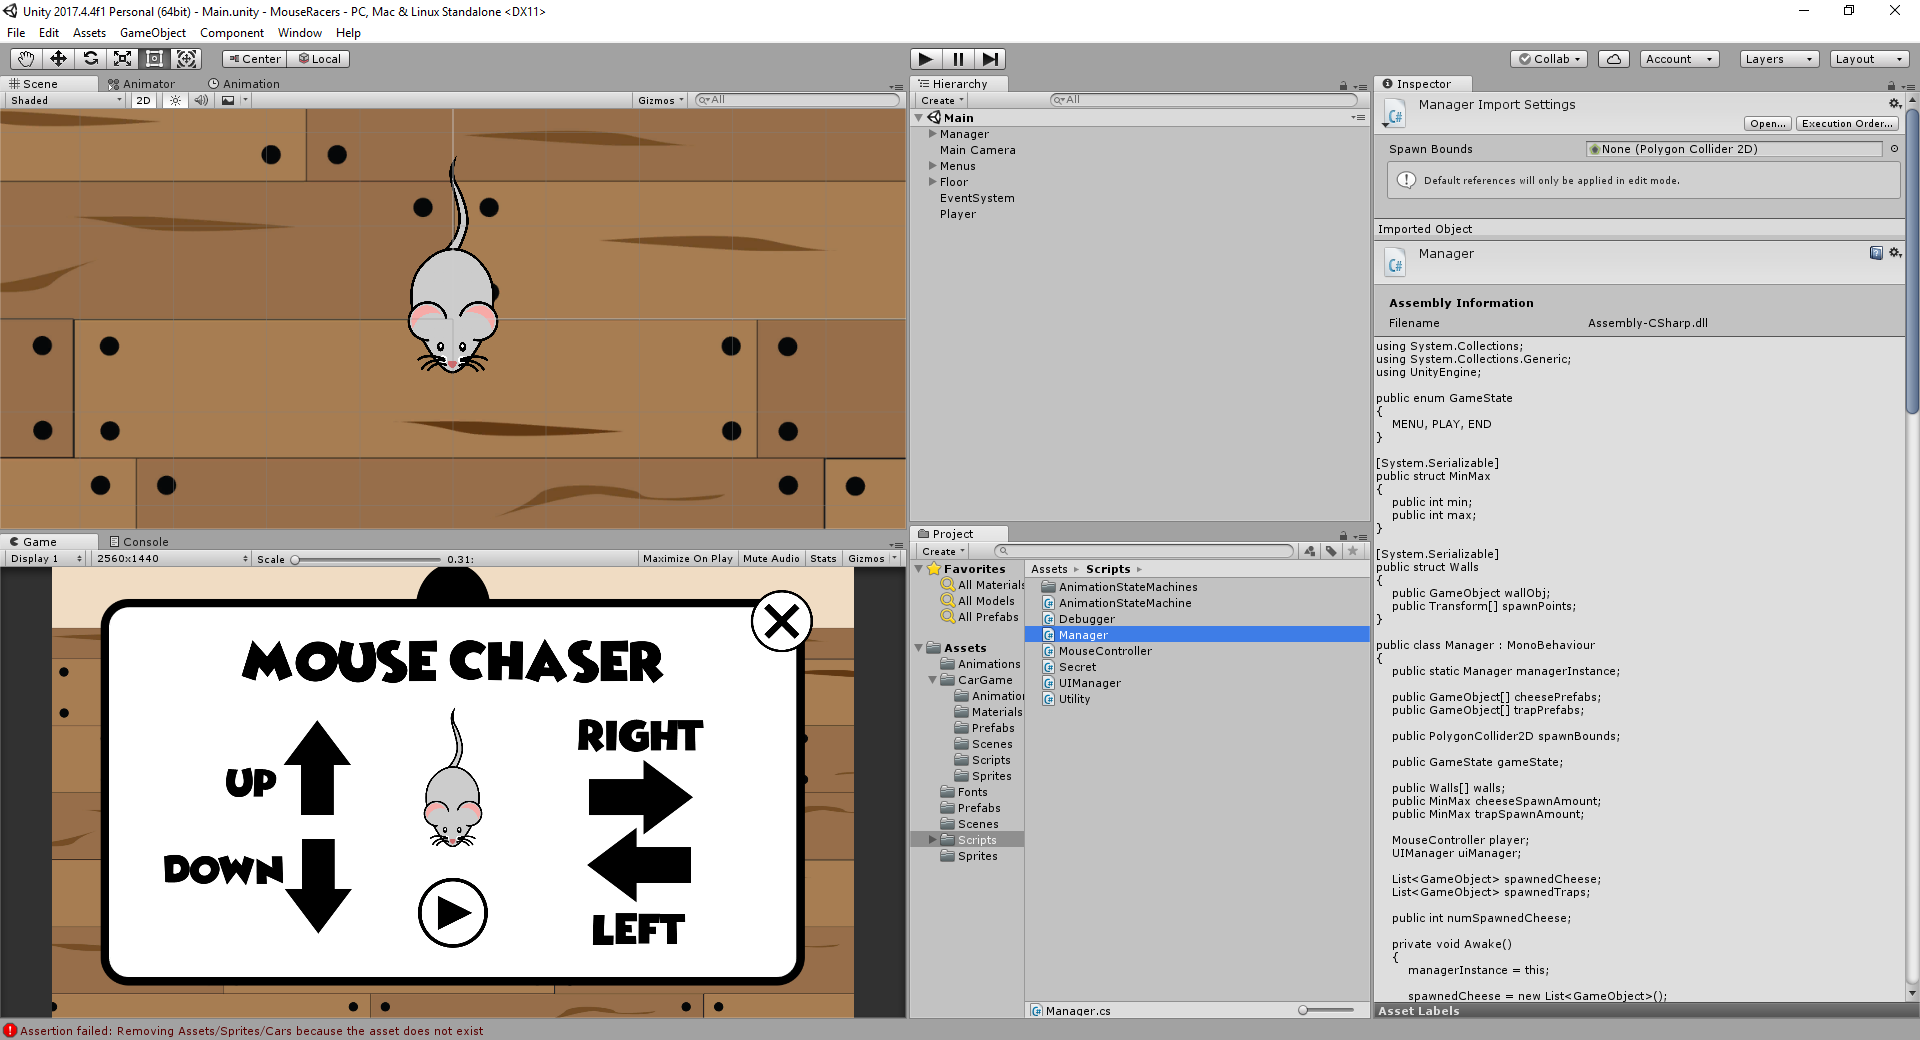 Unity 2017.4.4f1 Personal (64bit) - Main.unity - MouseRacers - PC, Mac & Linux Standalone <DX11>
File Edit Assets GameObject Component Window Help
Center Local
Collab Account Layers Layout
Scene Animator Animation
Shaded 2D Gizmos All
Hierarchy
Create All
Main
Manager
Main Camera
Menus
Floor
EventSystem
Player
Game Console
Display 1 2560x1440 Scale 0.31: Maximize On Play Mute Audio Stats Gizmos
MOUSE CHASER
UP
RIGHT
DOWN
LEFT
Project
Create
Favorites
All Materials
All Models
All Prefabs
Assets
Animations
CarGame
Animation
Materials
Prefabs
Scenes
Scripts
Sprites
Fonts
Prefabs
Scenes
Scripts
Sprites
Assets Scripts
AnimationStateMachines
AnimationStateMachine
Debugger
Manager
MouseController
Secret
UIManager
Utility
Manager.cs
Inspector
Manager Import Settings
Open... Execution Order...
Spawn Bounds None (Polygon Collider 2D)
Default references will only be applied in edit mode.
Imported Object
Manager
Assembly Information
Filename Assembly-CSharp.dll
using System.Collections;
using System.Collections.Generic;
using UnityEngine;
public enum GameState
{
MENU, PLAY, END
}
[System.Serializable]
public struct MinMax
{
public int min;
public int max;
}
[System.Serializable]
public struct Walls
{
public GameObject wallObj;
public Transform[] spawnPoints;
}
public class Manager : MonoBehaviour
{
public static Manager managerInstance;
public GameObject[] cheesePrefabs;
public GameObject[] trapPrefabs;
public PolygonCollider2D spawnBounds;
public GameState gameState;
public Walls[] walls;
public MinMax cheeseSpawnAmount;
public MinMax trapSpawnAmount;
MouseController player;
UIManager uiManager;
List<GameObject> spawnedCheese;
List<GameObject> spawnedTraps;
public int numSpawnedCheese;
private void Awake()
{
managerInstance = this;
spawnedCheese = new List<GameObject>();
Asset Labels
Assertion failed: Removing Assets/Sprites/Cars because the asset does not exist